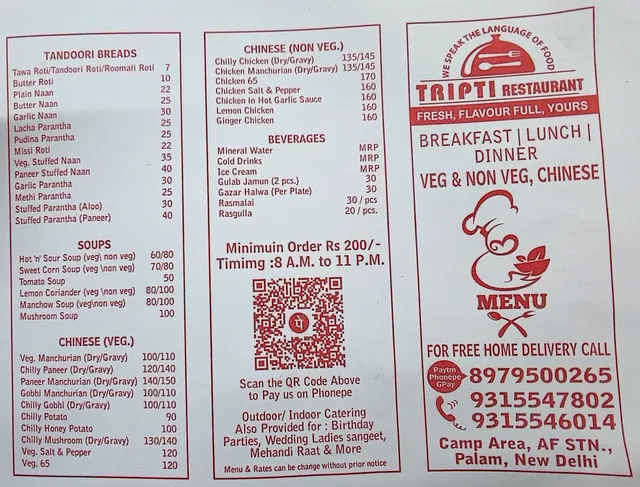 TANDOORI BREADS
Tawa Roti/Tandoori Roti/Roomali Roti 7
Butter Roti 10
Plain Naan 22
Butter Naan 25
Garlic Naan 30
Lacha Parantha 25
Pudina Parantha 25
Missi Roti 22
Veg. Stuffed Naan 35
Paneer Stuffed Naan 40
Garlic Parantha 30
Methi Parantha 25
Stuffed Parantha (Aloo) 30
Stuffed Parantha (Paneer) 40
SOUPS
Hot 'n' Sour Soup (veg\non veg) 60/80
Sweet Corn Soup (veg\non veg) 70/80
Tomato Soup 50
Lemon Coriander (veg\non veg) 80/100
Manchow Soup (veg\non veg) 80/100
Mushroom Soup 100
CHINESE (VEG.)
Veg. Manchurian (Dry/Gravy) 100/110
Chilly Paneer (Dry/Gravy) 120/140
Paneer Manchurian (Dry/Gravy) 140/150
Gobhi Manchurian (Dry/Gravy) 100/110
Chilly Gobhi (Dry/Gravy) 100/110
Chilly Potato 90
Chilly Honey Potato 100
Chilly Mushroom (Dry/Gravy) 130/140
Veg. Salt & Pepper 120
Veg. 65 120
CHINESE (NON VEG.)
Chilly Chicken (Dry/Gravy) 135/145
Chicken Manchurian (Dry/Gravy) 135/145
Chicken 65 170
Chicken Salt & Pepper 160
Chicken in Hot Garlic Sauce 160
Lemon Chicken 160
Ginger Chicken 160
BEVERAGES
Mineral Water MRP
Cold Drinks MRP
Ice Cream MRP
Gulab Jamun (2 pcs.) 30
Gazar Halwa (Per Plate) 30
Rasmalai 30 / pcs
Rasgulla 20 / pcs.
Minimuin Order Rs 200/-
Timimg :8 A.M. to 11 P.M.
Scan the QR Code Above
to Pay us on Phonepe
Outdoor/ Indoor Catering
Also Provided for : Birthday
Parties, Wedding Ladies sangeet,
Mehandi Raat & More
Menu & Rates can be change without prior notice
WE SPEAK THE LANGUAGE OF FOOD
TRIPTI RESTAURANT
FRESH, FLAVOUR FULL, YOURS
BREAKFAST | LUNCH |
DINNER
VEG & NON VEG, CHINESE
MENU
FOR FREE HOME DELIVERY CALL
Paytm
Phonepe
GPay
8979500265
9315547802
9315546014
Camp Area, AF STN.,
Palam, New Delhi